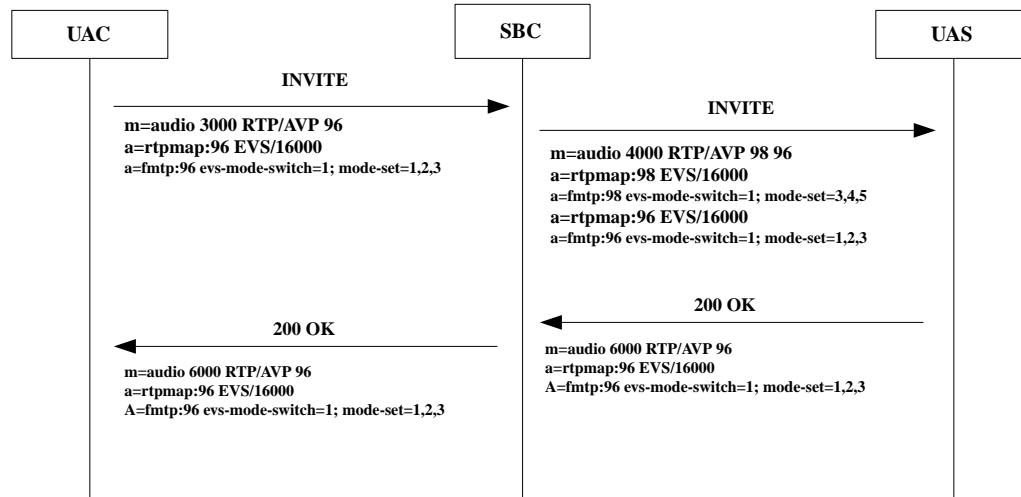 UAC
SBC
UAS
INVITE
m=audio 3000 RTP/AVP 96
a=rtpmap:96 EVS/16000
a=fmtp:96 evs-mode-switch=1; mode-set=1,2,3
INVITE
m=audio 4000 RTP/AVP 98 96
a=rtpmap:98 EVS/16000
a=fmtp:98 evs-mode-switch=1; mode-set=3,4,5
a=rtpmap:96 EVS/16000
a=fmtp:96 evs-mode-switch=1; mode-set=1,2,3
200 OK
m=audio 6000 RTP/AVP 96
a=rtpmap:96 EVS/16000
A=fmtp:96 evs-mode-switch=1; mode-set=1,2,3
200 OK
m=audio 6000 RTP/AVP 96
a=rtpmap:96 EVS/16000
A=fmtp:96 evs-mode-switch=1; mode-set=1,2,3